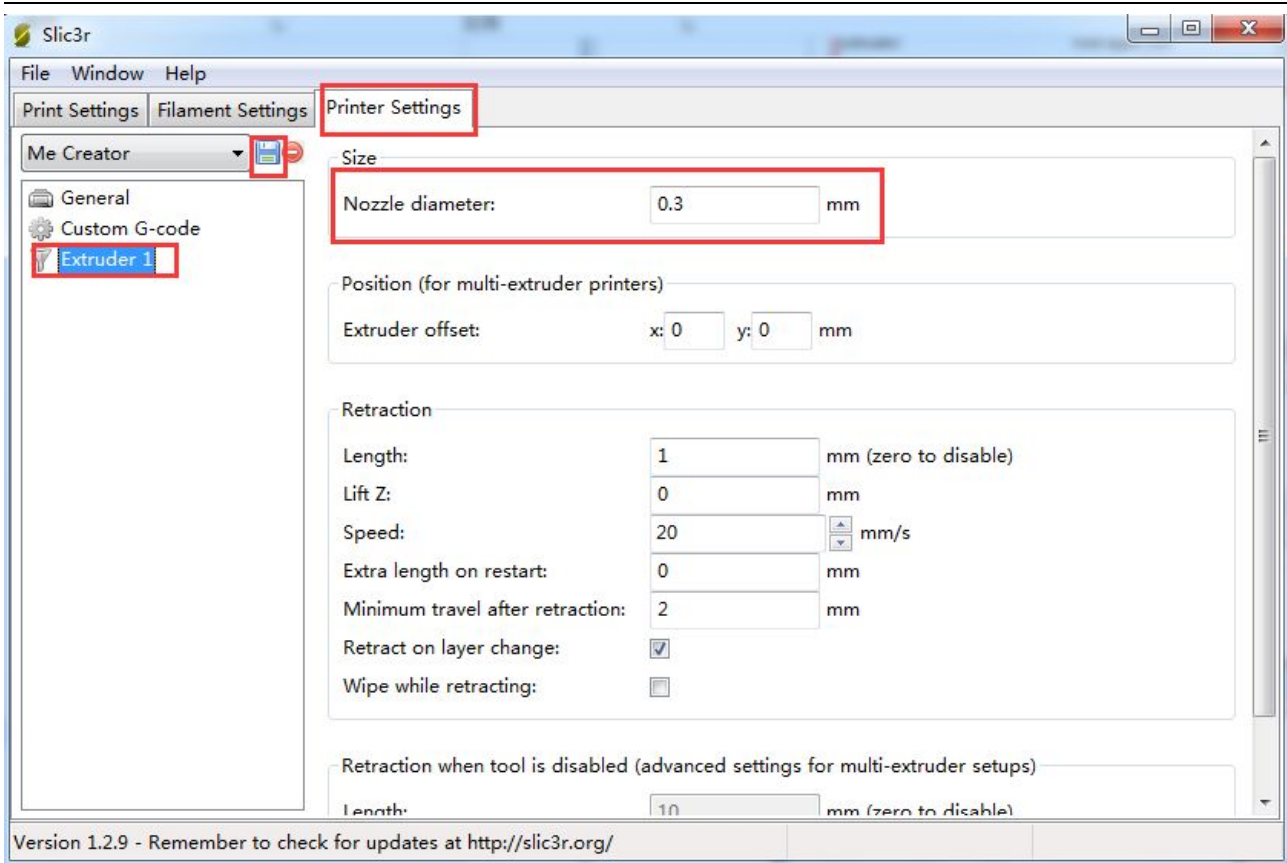 Slic3r
File Window Help
Print Settings Filament Settings Printer Settings
Me Creator
General
Custom G-code
Extruder 1
Size
Nozzle diameter: 0.3 mm
Position (for multi-extruder printers)
Extruder offset: x: 0 y: 0 mm
Retraction
Length: 1 mm (zero to disable)
Lift Z: 0 mm
Speed: 20 mm/s
Extra length on restart: 0 mm
Minimum travel after retraction: 2 mm
Retract on layer change:
Wipe while retracting:
Retraction when tool is disabled (advanced settings for multi-extruder setups)
Length: 10 mm (zero to disable)
Version 1.2.9 - Remember to check for updates at http://slic3r.org/